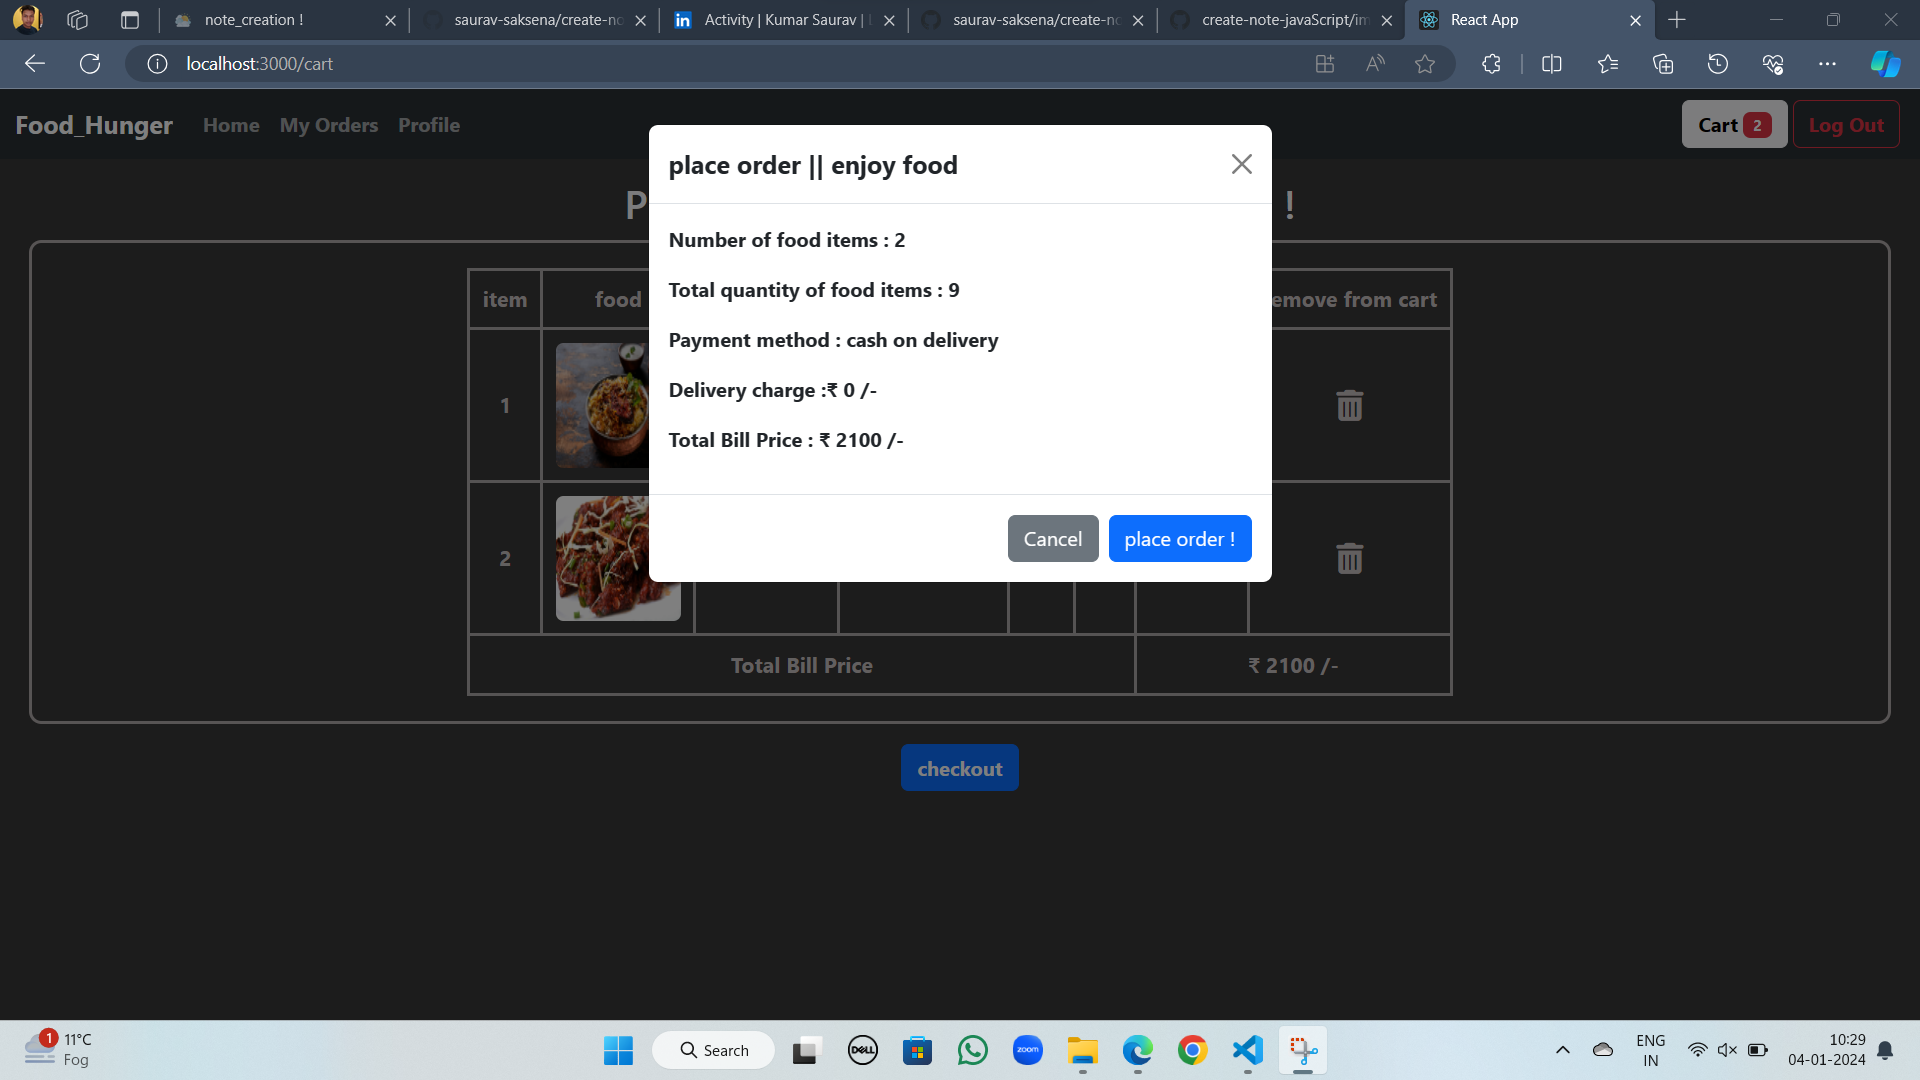 note_creation !
saurav-saksena/create-no
Activity | Kumar Saurav |
saurav-saksena/create-no
create-note-javaScript/im
React App
localhost:3000/cart
Food_Hunger
Home
My Orders
Profile
Cart 2
Log Out
place order || enjoy food
Number of food items : 2
Total quantity of food items : 9
Payment method : cash on delivery
Delivery charge :₹ 0 /-
Total Bill Price : ₹ 2100 /-
Cancel
place order !
P
!
item
food
emove from cart
1
2
Total Bill Price
₹ 2100 /-
checkout
1
11°C
Fog
Search
DELL
zoom
ENG
IN
10:29
04-01-2024